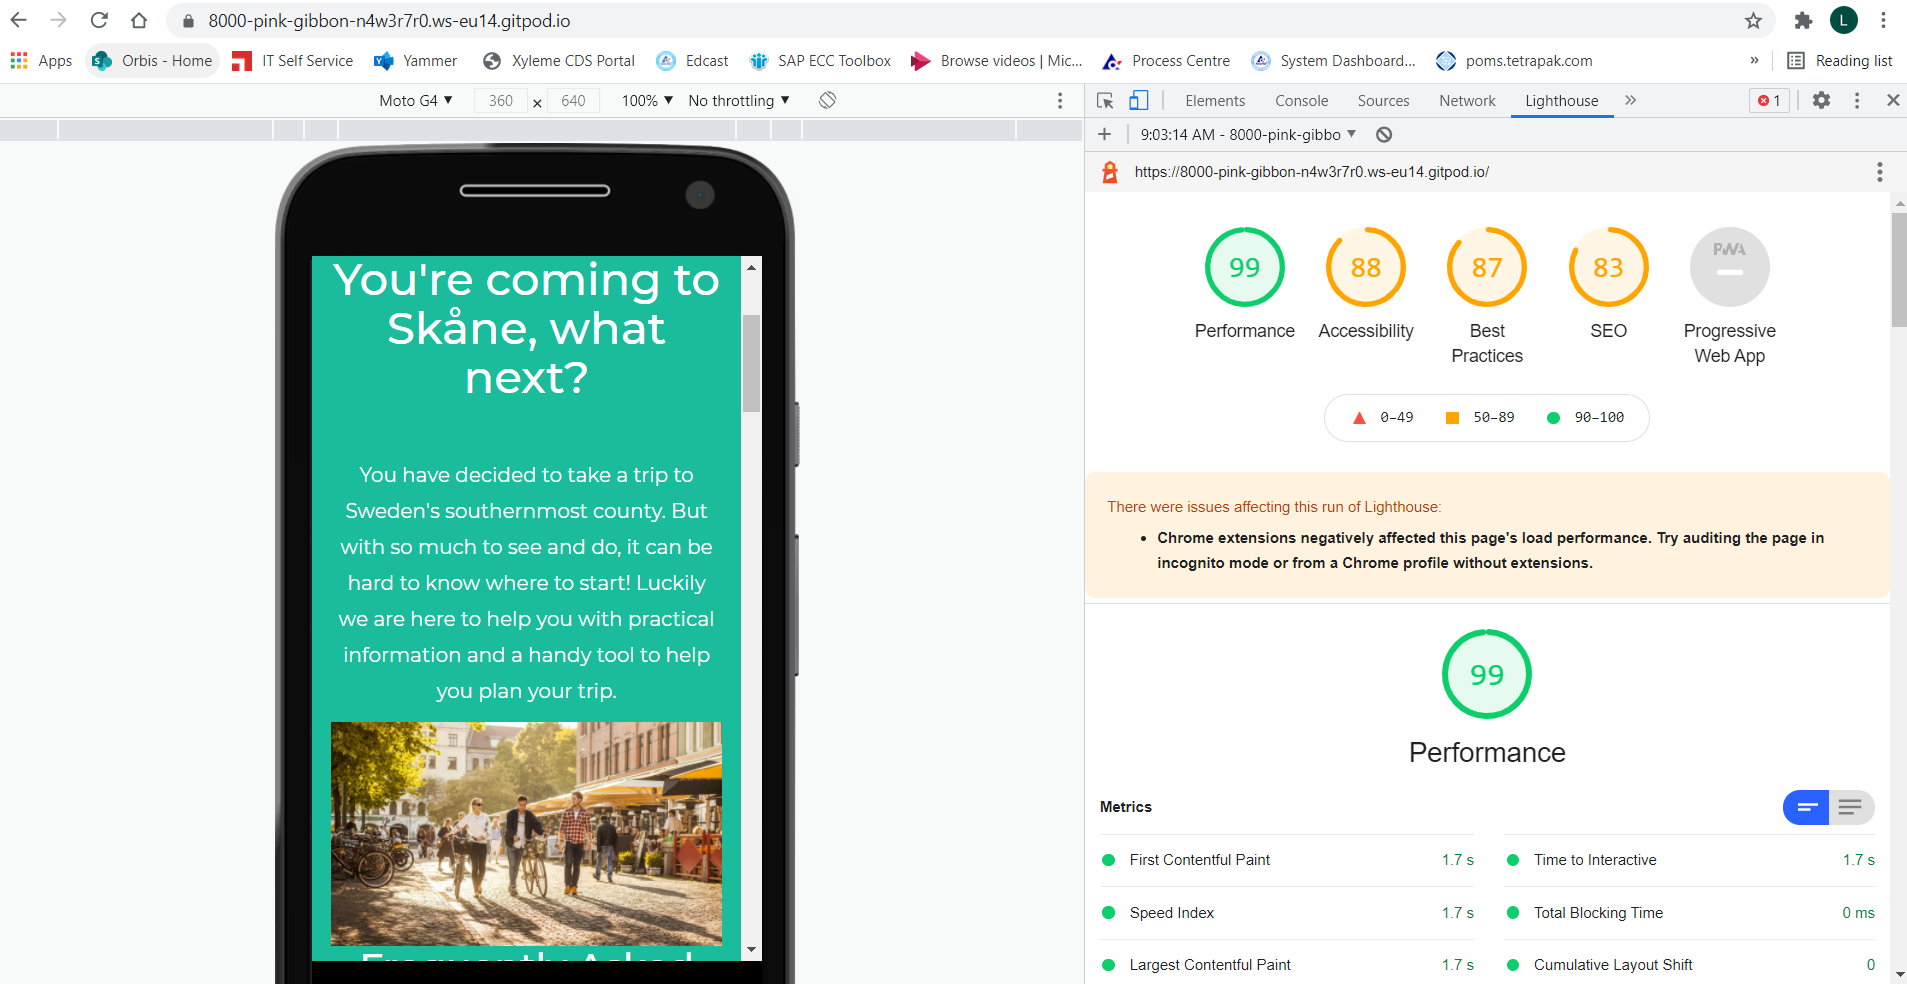 8000-pink-gibbon-n4w3r7r0.ws-eu14.gitpod.io
L
Apps
Orbis - Home
IT Self Service
Yammer
Xyleme CDS Portal
Edcast
SAP ECC Toolbox
Browse videos | Mic...
Process Centre
System Dashboard...
poms.tetrapak.com
»
Reading list
Moto G4 ▼
360 × 640
100% ▼
No throttling ▼
Elements
Console
Sources
Network
Lighthouse
»
1
9:03:14 AM - 8000-pink-gibbo ▼
https://8000-pink-gibbon-n4w3r7r0.ws-eu14.gitpod.io/
You're coming to
Skåne, what
next?
You have decided to take a trip to
Sweden's southernmost county. But
with so much to see and do, it can be
hard to know where to start! Luckily
we are here to help you with practical
information and a handy tool to help
you plan your trip.
Frequently Asked
99
Performance
88
Accessibility
87
Best
Practices
83
SEO
PWA
Progressive
Web App
0–49
50–89
90–100
There were issues affecting this run of Lighthouse:
• Chrome extensions negatively affected this page's load performance. Try auditing the page in
incognito mode or from a Chrome profile without extensions.
99
Performance
Metrics
First Contentful Paint 1.7 s
Time to Interactive 1.7 s
Speed Index 1.7 s
Total Blocking Time 0 ms
Largest Contentful Paint 1.7 s
Cumulative Layout Shift 0